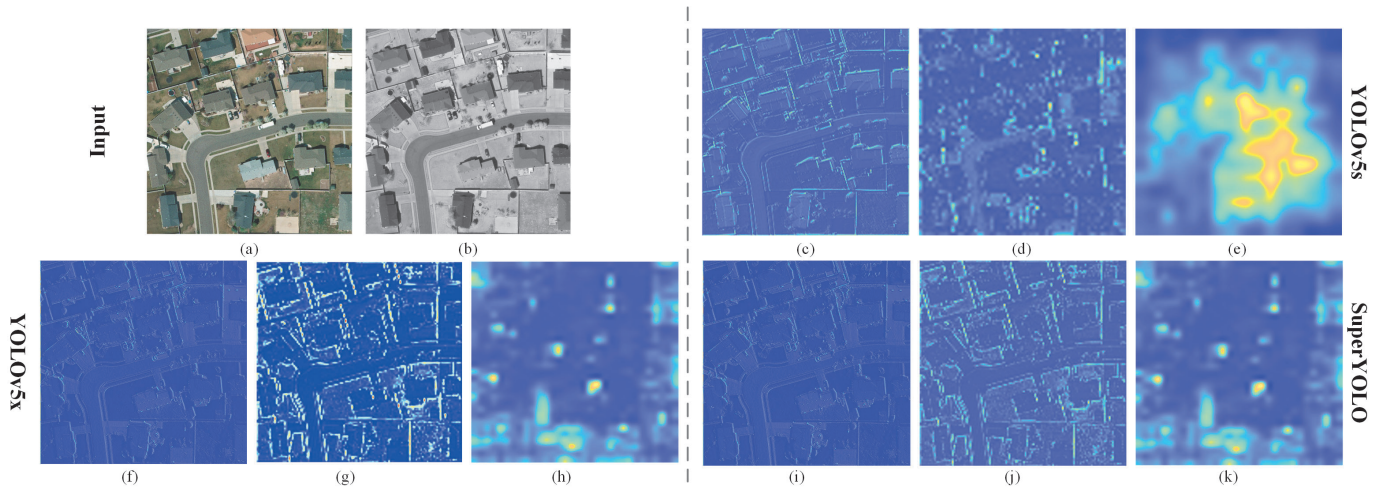 Input
(a)
(b)
(c)
(d)
(e)
YOLOv5s
YOLOv5x
(f)
(g)
(h)
(i)
(j)
(k)
SuperYOLO